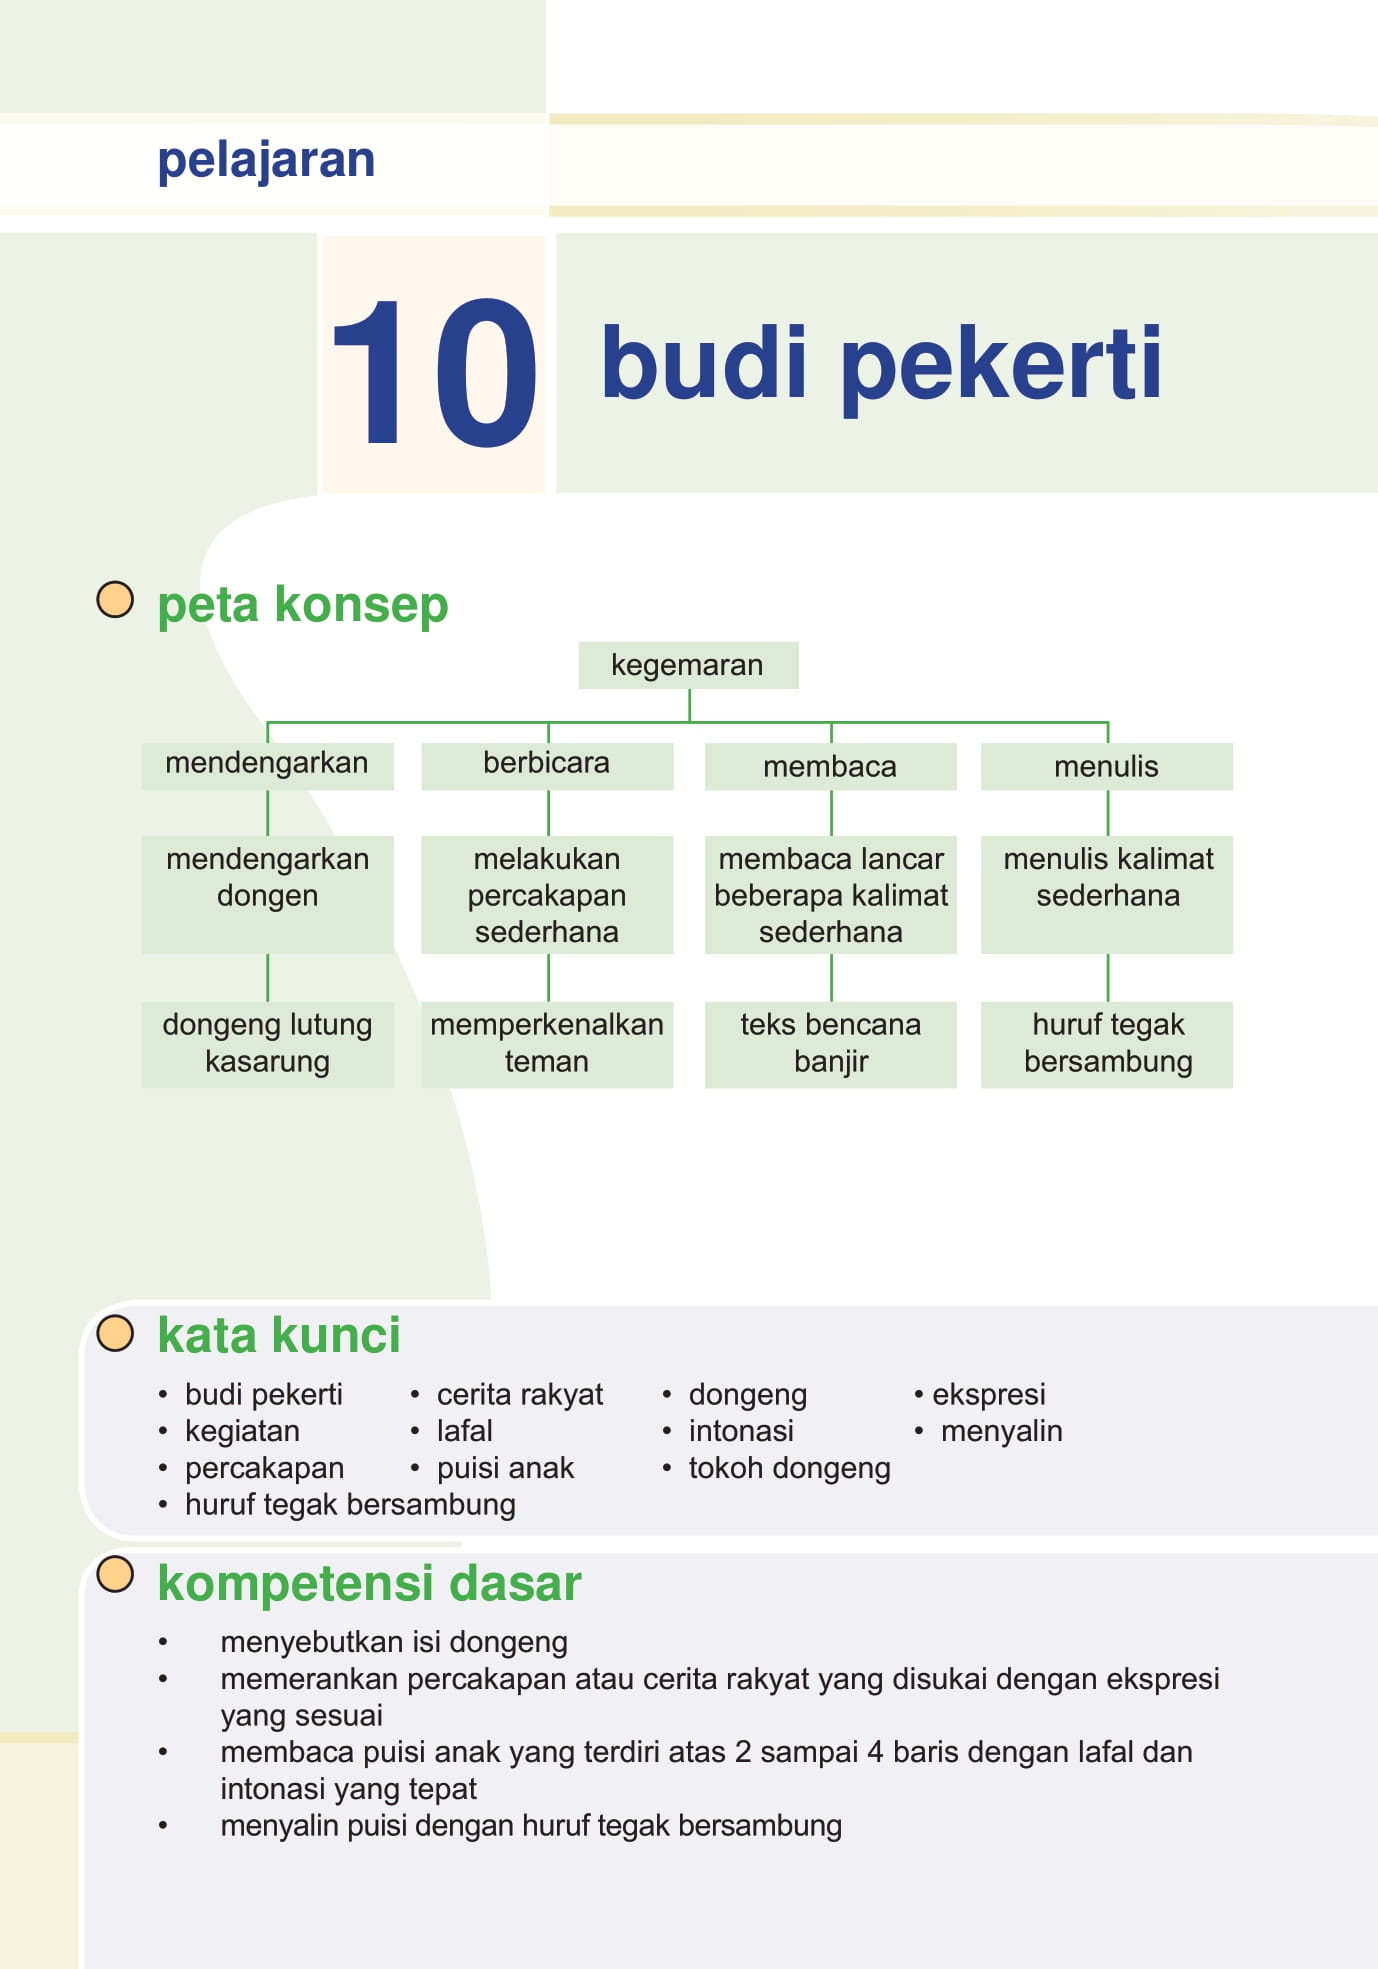 pelajaran
10 budi pekerti
peta konsep
kegemaran
mendengarkan berbicara membaca menulis
mendengarkan melakukan membaca lancar menulis kalimat
dongen percakapan beberapa kalimat sederhana
sederhana sederhana
dongeng lutung memperkenalkan teks bencana huruf tegak
kasarung teman banjir bersambung
kata kunci
• budi pekerti • cerita rakyat • dongeng • ekspresi
• kegiatan • lafal • intonasi • menyalin
• percakapan • puisi anak • tokoh dongeng
• huruf tegak bersambung
kompetensi dasar
• menyebutkan isi dongeng
• memerankan percakapan atau cerita rakyat yang disukai dengan ekspresi
yang sesuai
• membaca puisi anak yang terdiri atas 2 sampai 4 baris dengan lafal dan
intonasi yang tepat
• menyalin puisi dengan huruf tegak bersambung